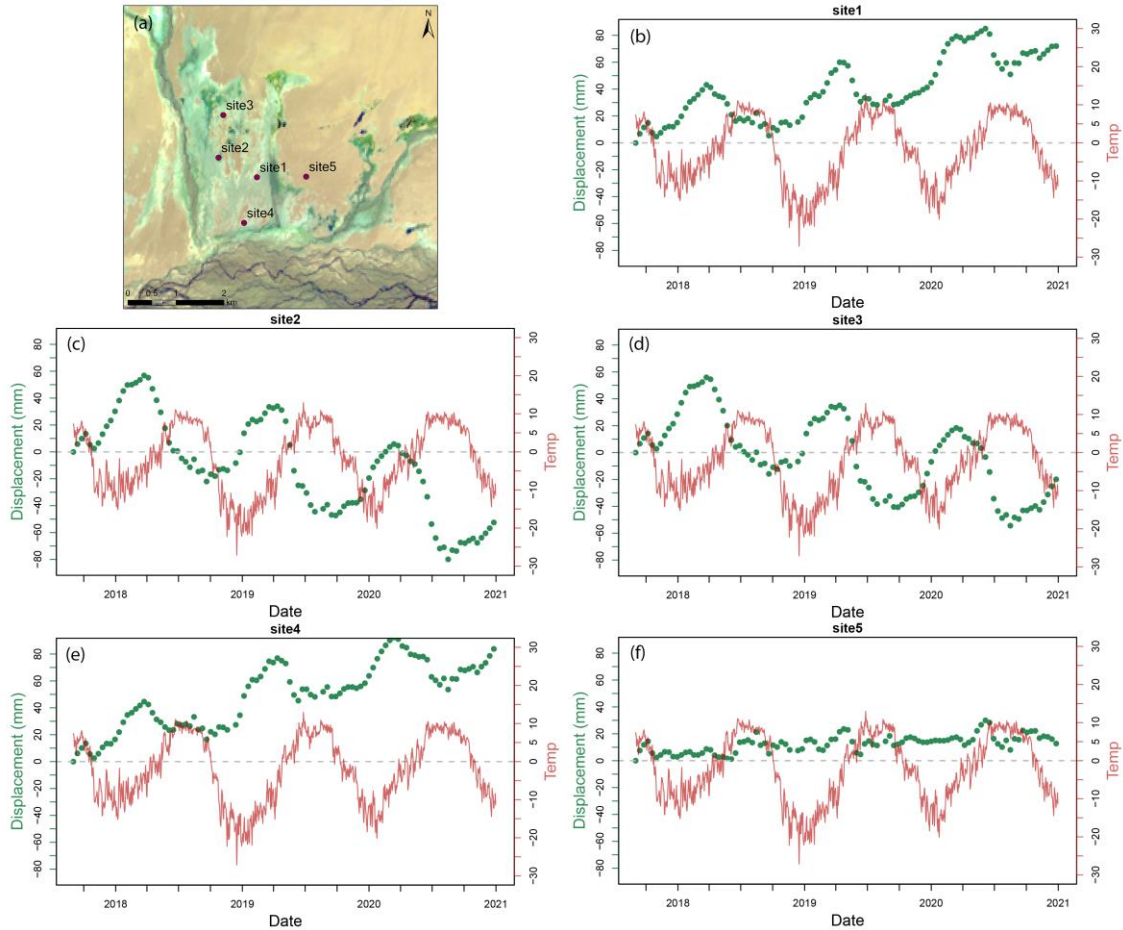 (a)
N
site3
site2
site1
site5
site4
0 0.5 1 2
km
site1
(b)
Displacement (mm)
80
60
40
20
0
-20
-40
-60
-80
30
20
10
5
0
-10
-20
-30
Temp
2018 2019 2020 2021
Date
site2
(c)
Displacement (mm)
80
60
40
20
0
-20
-40
-60
-80
30
20
10
5
0
-10
-20
-30
Temp
2018 2019 2020 2021
Date
site3
(d)
Displacement (mm)
80
60
40
20
0
-20
-40
-60
-80
30
20
10
5
0
-10
-20
-30
Temp
2018 2019 2020 2021
Date
site4
(e)
Displacement (mm)
80
60
40
20
0
-20
-40
-60
-80
30
20
10
5
0
-10
-20
-30
Temp
2018 2019 2020 2021
Date
site5
(f)
Displacement (mm)
80
60
40
20
0
-20
-40
-60
-80
30
20
10
5
0
-10
-20
-30
Temp
2018 2019 2020 2021
Date